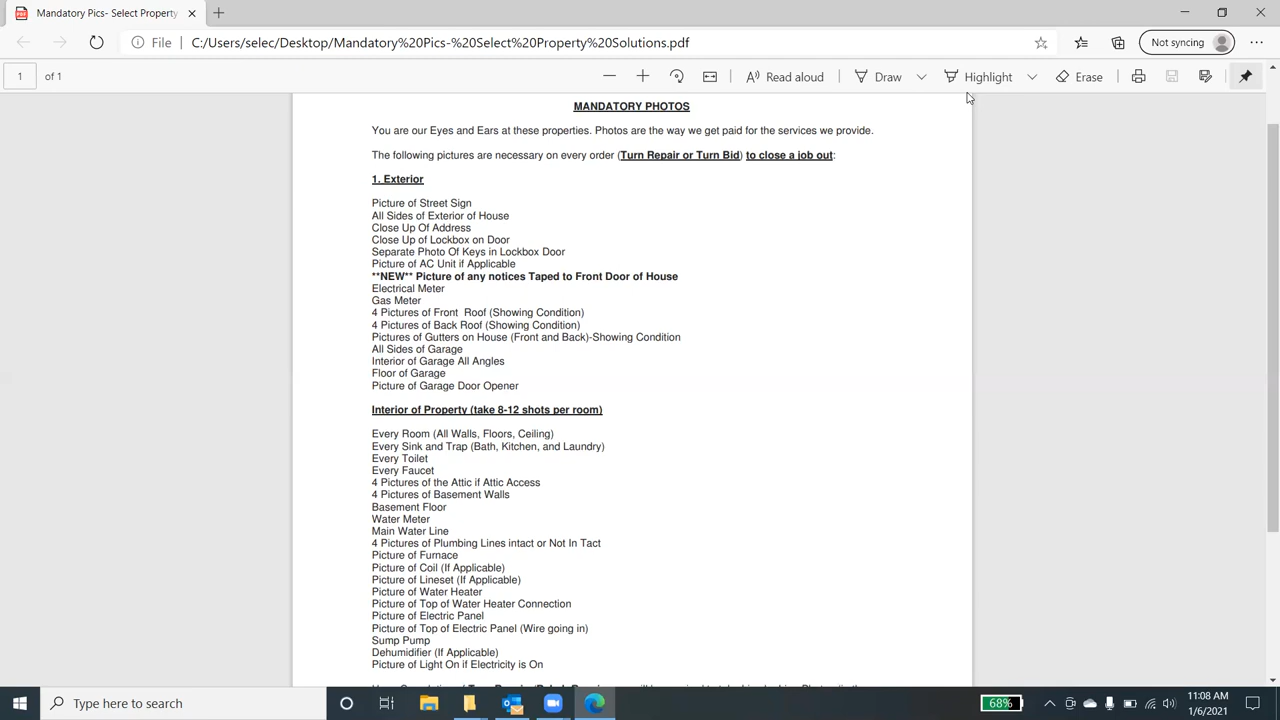 Mandatory Pics- Select Property
File
C:/Users/selec/Desktop/Mandatory%20Pics-%20Select%20Property%20Solutions.pdf
Not syncing
1 of 1
Read aloud
Draw
Highlight
Erase
MANDATORY PHOTOS
You are our Eyes and Ears at these properties. Photos are the way we get paid for the services we provide.
The following pictures are necessary on every order (Turn Repair or Turn Bid) to close a job out:
1. Exterior
Picture of Street Sign
All Sides of Exterior of House
Close Up Of Address
Close Up of Lockbox on Door
Separate Photo Of Keys in Lockbox Door
Picture of AC Unit if Applicable
**NEW** Picture of any notices Taped to Front Door of House
Electrical Meter
Gas Meter
4 Pictures of Front  Roof (Showing Condition)
4 Pictures of Back Roof (Showing Condition)
Pictures of Gutters on House (Front and Back)-Showing Condition
All Sides of Garage
Interior of Garage All Angles
Floor of Garage
Picture of Garage Door Opener
Interior of Property (take 8-12 shots per room)
Every Room (All Walls, Floors, Ceiling)
Every Sink and Trap (Bath, Kitchen, and Laundry)
Every Toilet
Every Faucet
4 Pictures of the Attic if Attic Access
4 Pictures of Basement Walls
Basement Floor
Water Meter
Main Water Line
4 Pictures of Plumbing Lines intact or Not In Tact
Picture of Furnace
Picture of Coil (If Applicable)
Picture of Lineset (If Applicable)
Picture of Water Heater
Picture of Top of Water Heater Connection
Picture of Electric Panel
Picture of Top of Electric Panel (Wire going in)
Sump Pump
Dehumidifier (If Applicable)
Picture of Light On if Electricity is On
Type here to search
68%
11:08 AM
1/6/2021